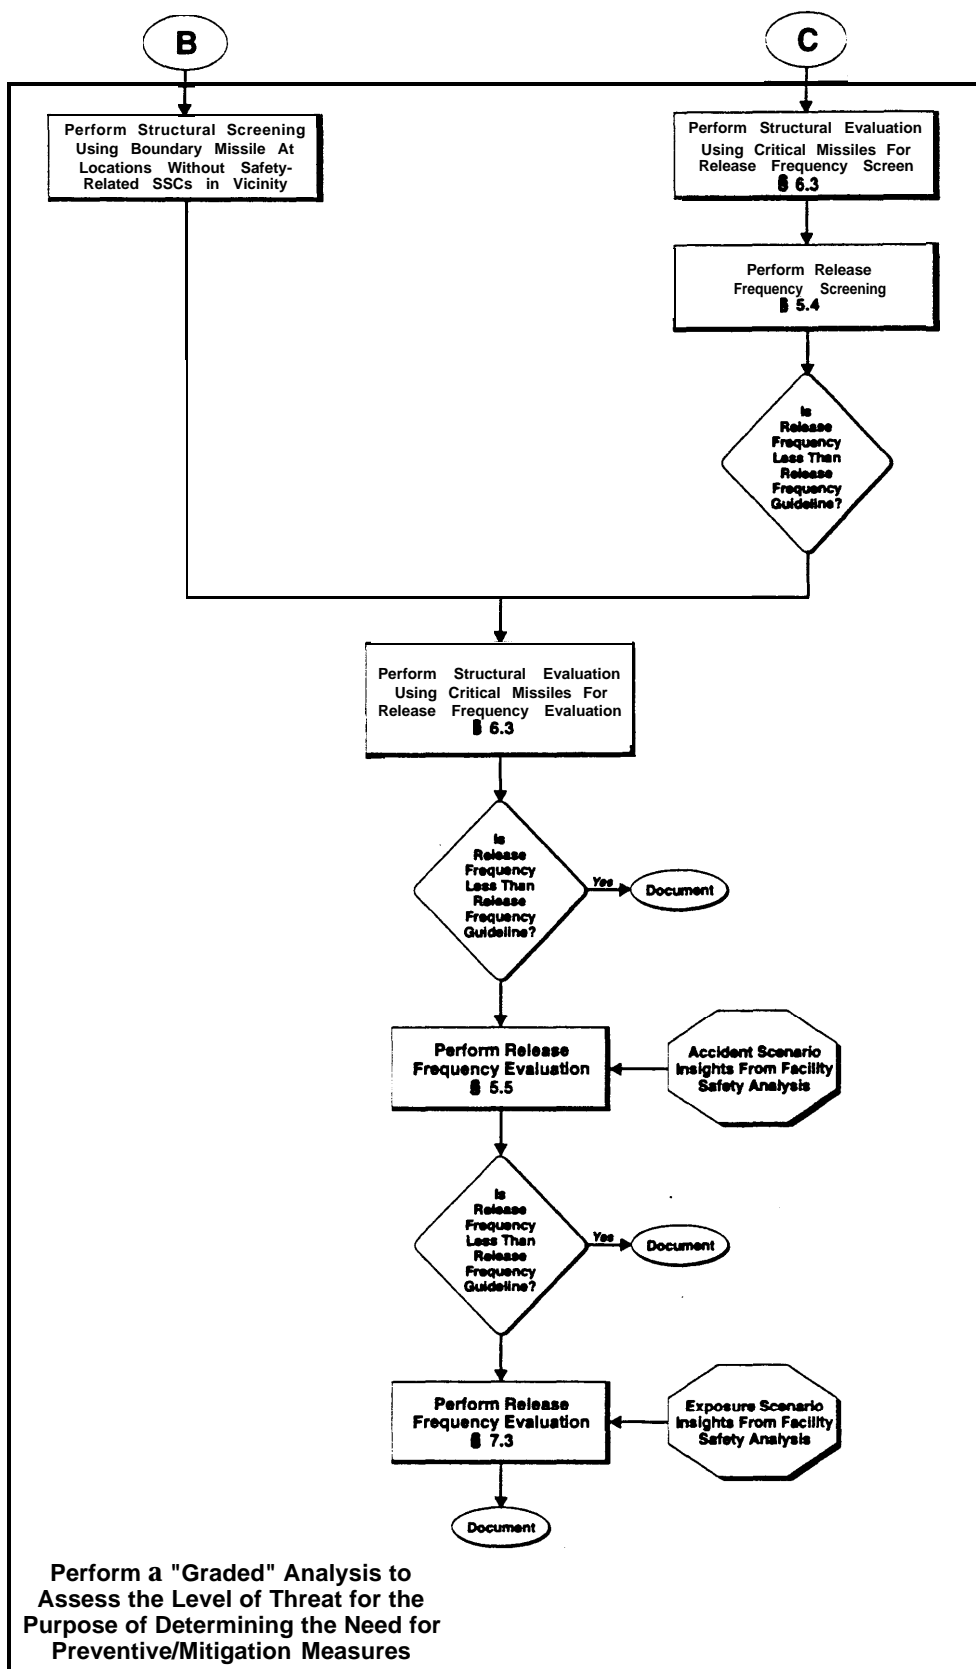 B
C
Perform Structural Screening
Using Boundary Missile At
Locations Without Safety-
Related SSCs in Vicinity
Perform Structural Evaluation
Using Critical Missiles For
Release Frequency Screen
§ 6.3
Perform Release
Frequency Screening
§ 5.4
Is
Release
Frequency
Less Than
Release
Frequency
Guideline?
Perform Structural Evaluation
Using Critical Missiles For
Release Frequency Evaluation
§ 6.3
Is
Release
Frequency
Less Than
Release
Frequency
Guideline?
Yes
Document
Perform Release
Frequency Evaluation
§ 5.5
Accident Scenario
Insights From Facility
Safety Analysis
Is
Release
Frequency
Less Than
Release
Frequency
Guideline?
Yes
Document
Perform Release
Frequency Evaluation
§ 7.3
Exposure Scenario
Insights From Facility
Safety Analysis
Document
Perform a "Graded" Analysis to
Assess the Level of Threat for the
Purpose of Determining the Need for
Preventive/Mitigation Measures